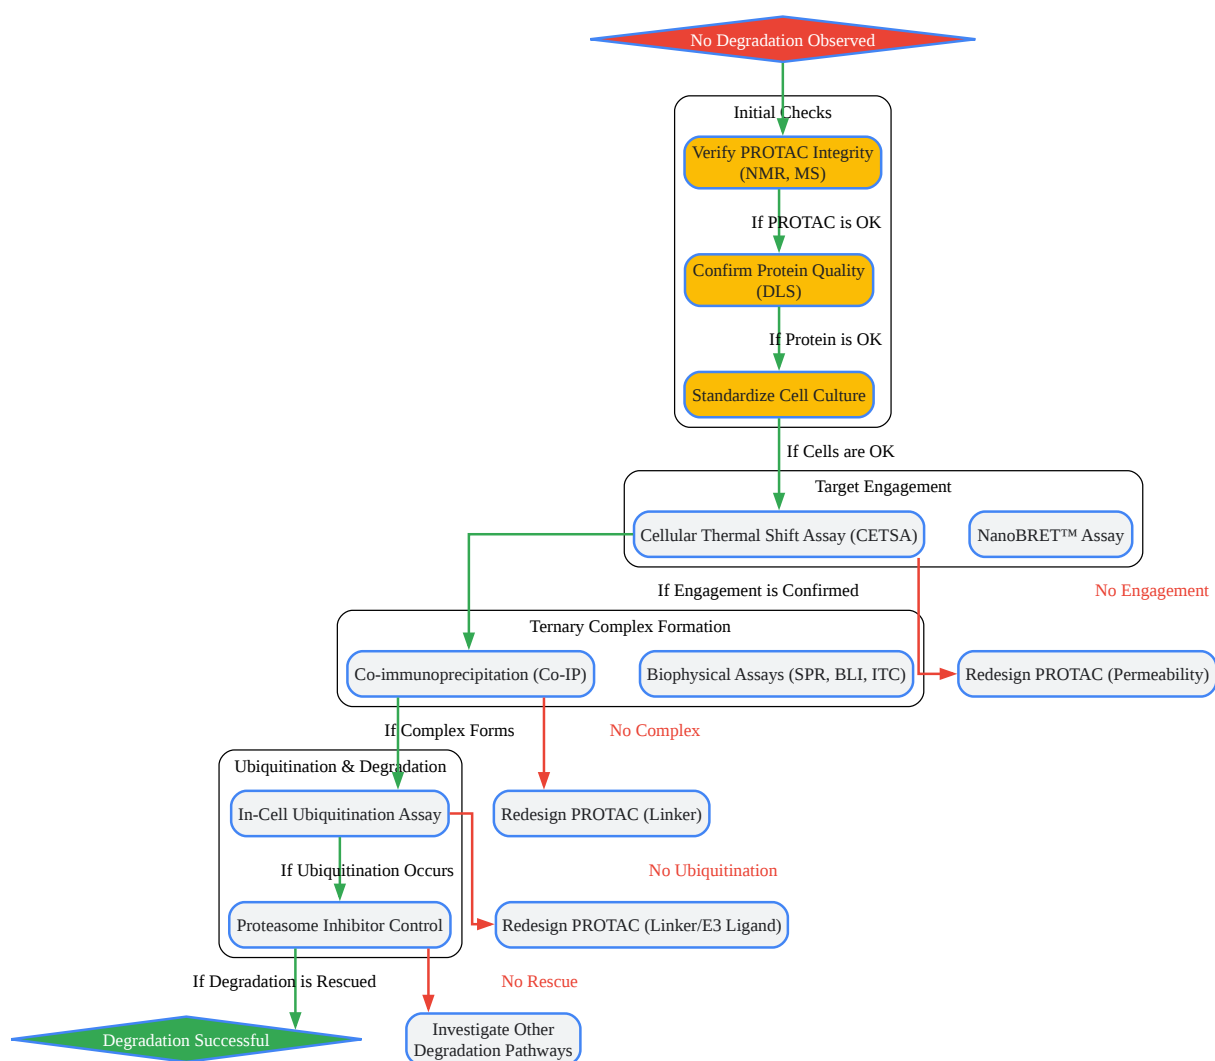 No Degradation Observed
Initial Checks
Verify PROTAC Integrity
(NMR, MS)
If PROTAC is OK
Confirm Protein Quality
(DLS)
If Protein is OK
Standardize Cell Culture
If Cells are OK
Target Engagement
Cellular Thermal Shift Assay (CETSA)
NanoBRET™ Assay
If Engagement is Confirmed
No Engagement
Ternary Complex Formation
Co-immunoprecipitation (Co-IP)
Biophysical Assays (SPR, BLI, ITC)
Redesign PROTAC (Permeability)
If Complex Forms
No Complex
Ubiquitination & Degradation
In-Cell Ubiquitination Assay
Redesign PROTAC (Linker)
If Ubiquitination Occurs
No Ubiquitination
Proteasome Inhibitor Control
Redesign PROTAC (Linker/E3 Ligand)
If Degradation is Rescued
No Rescue
Degradation Successful
Investigate Other
Degradation Pathways